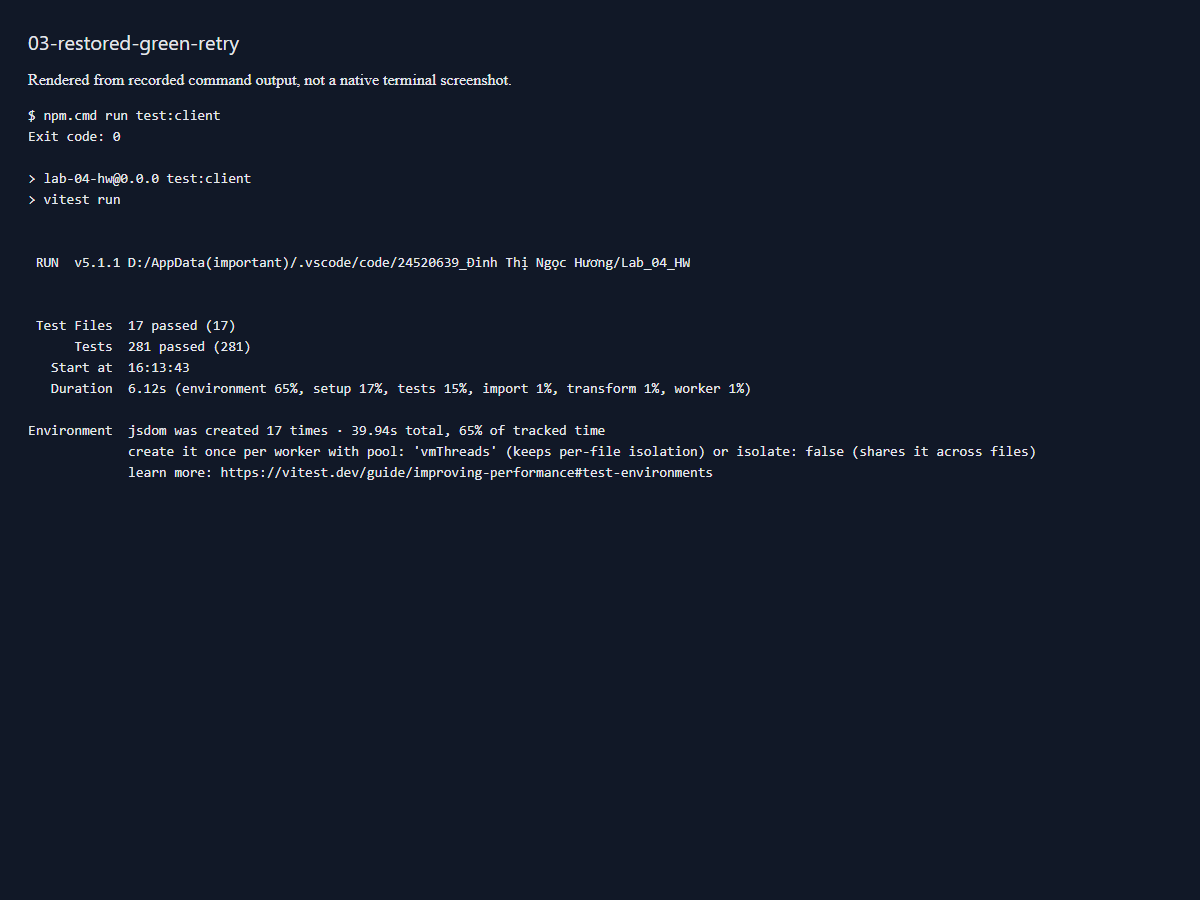 03-restored-green-retry
Rendered from recorded command output, not a native terminal screenshot.
$ npm.cmd run test:client
Exit code: 0
> lab-04-hw@0.0.0 test:client
> vitest run
RUN  v5.1.1 D:/AppData(important)/.vscode/code/24520639_Đinh Thị Ngọc Hương/Lab_04_HW
Test Files  17 passed (17)
Tests  281 passed (281)
Start at  16:13:43
Duration  6.12s (environment 65%, setup 17%, tests 15%, import 1%, transform 1%, worker 1%)
Environment  jsdom was created 17 times · 39.94s total, 65% of tracked time
create it once per worker with pool: 'vmThreads' (keeps per-file isolation) or isolate: false (shares it across files)
learn more: https://vitest.dev/guide/improving-performance#test-environments